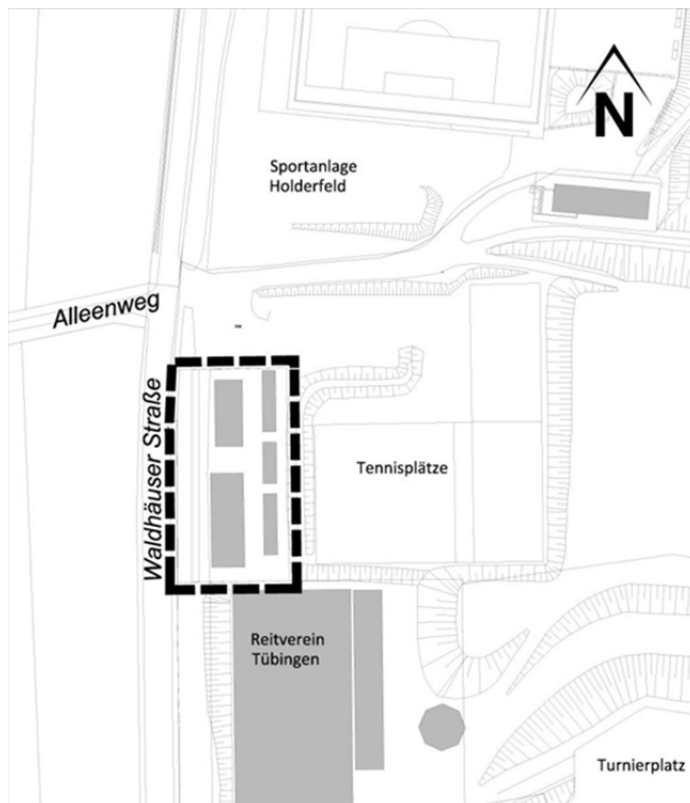 N
Sportanlage
Holderfeld
Alleenweg
Waldhäuser Straße
Tennisplätze
Reitverein
Tübingen
Turnierplatz